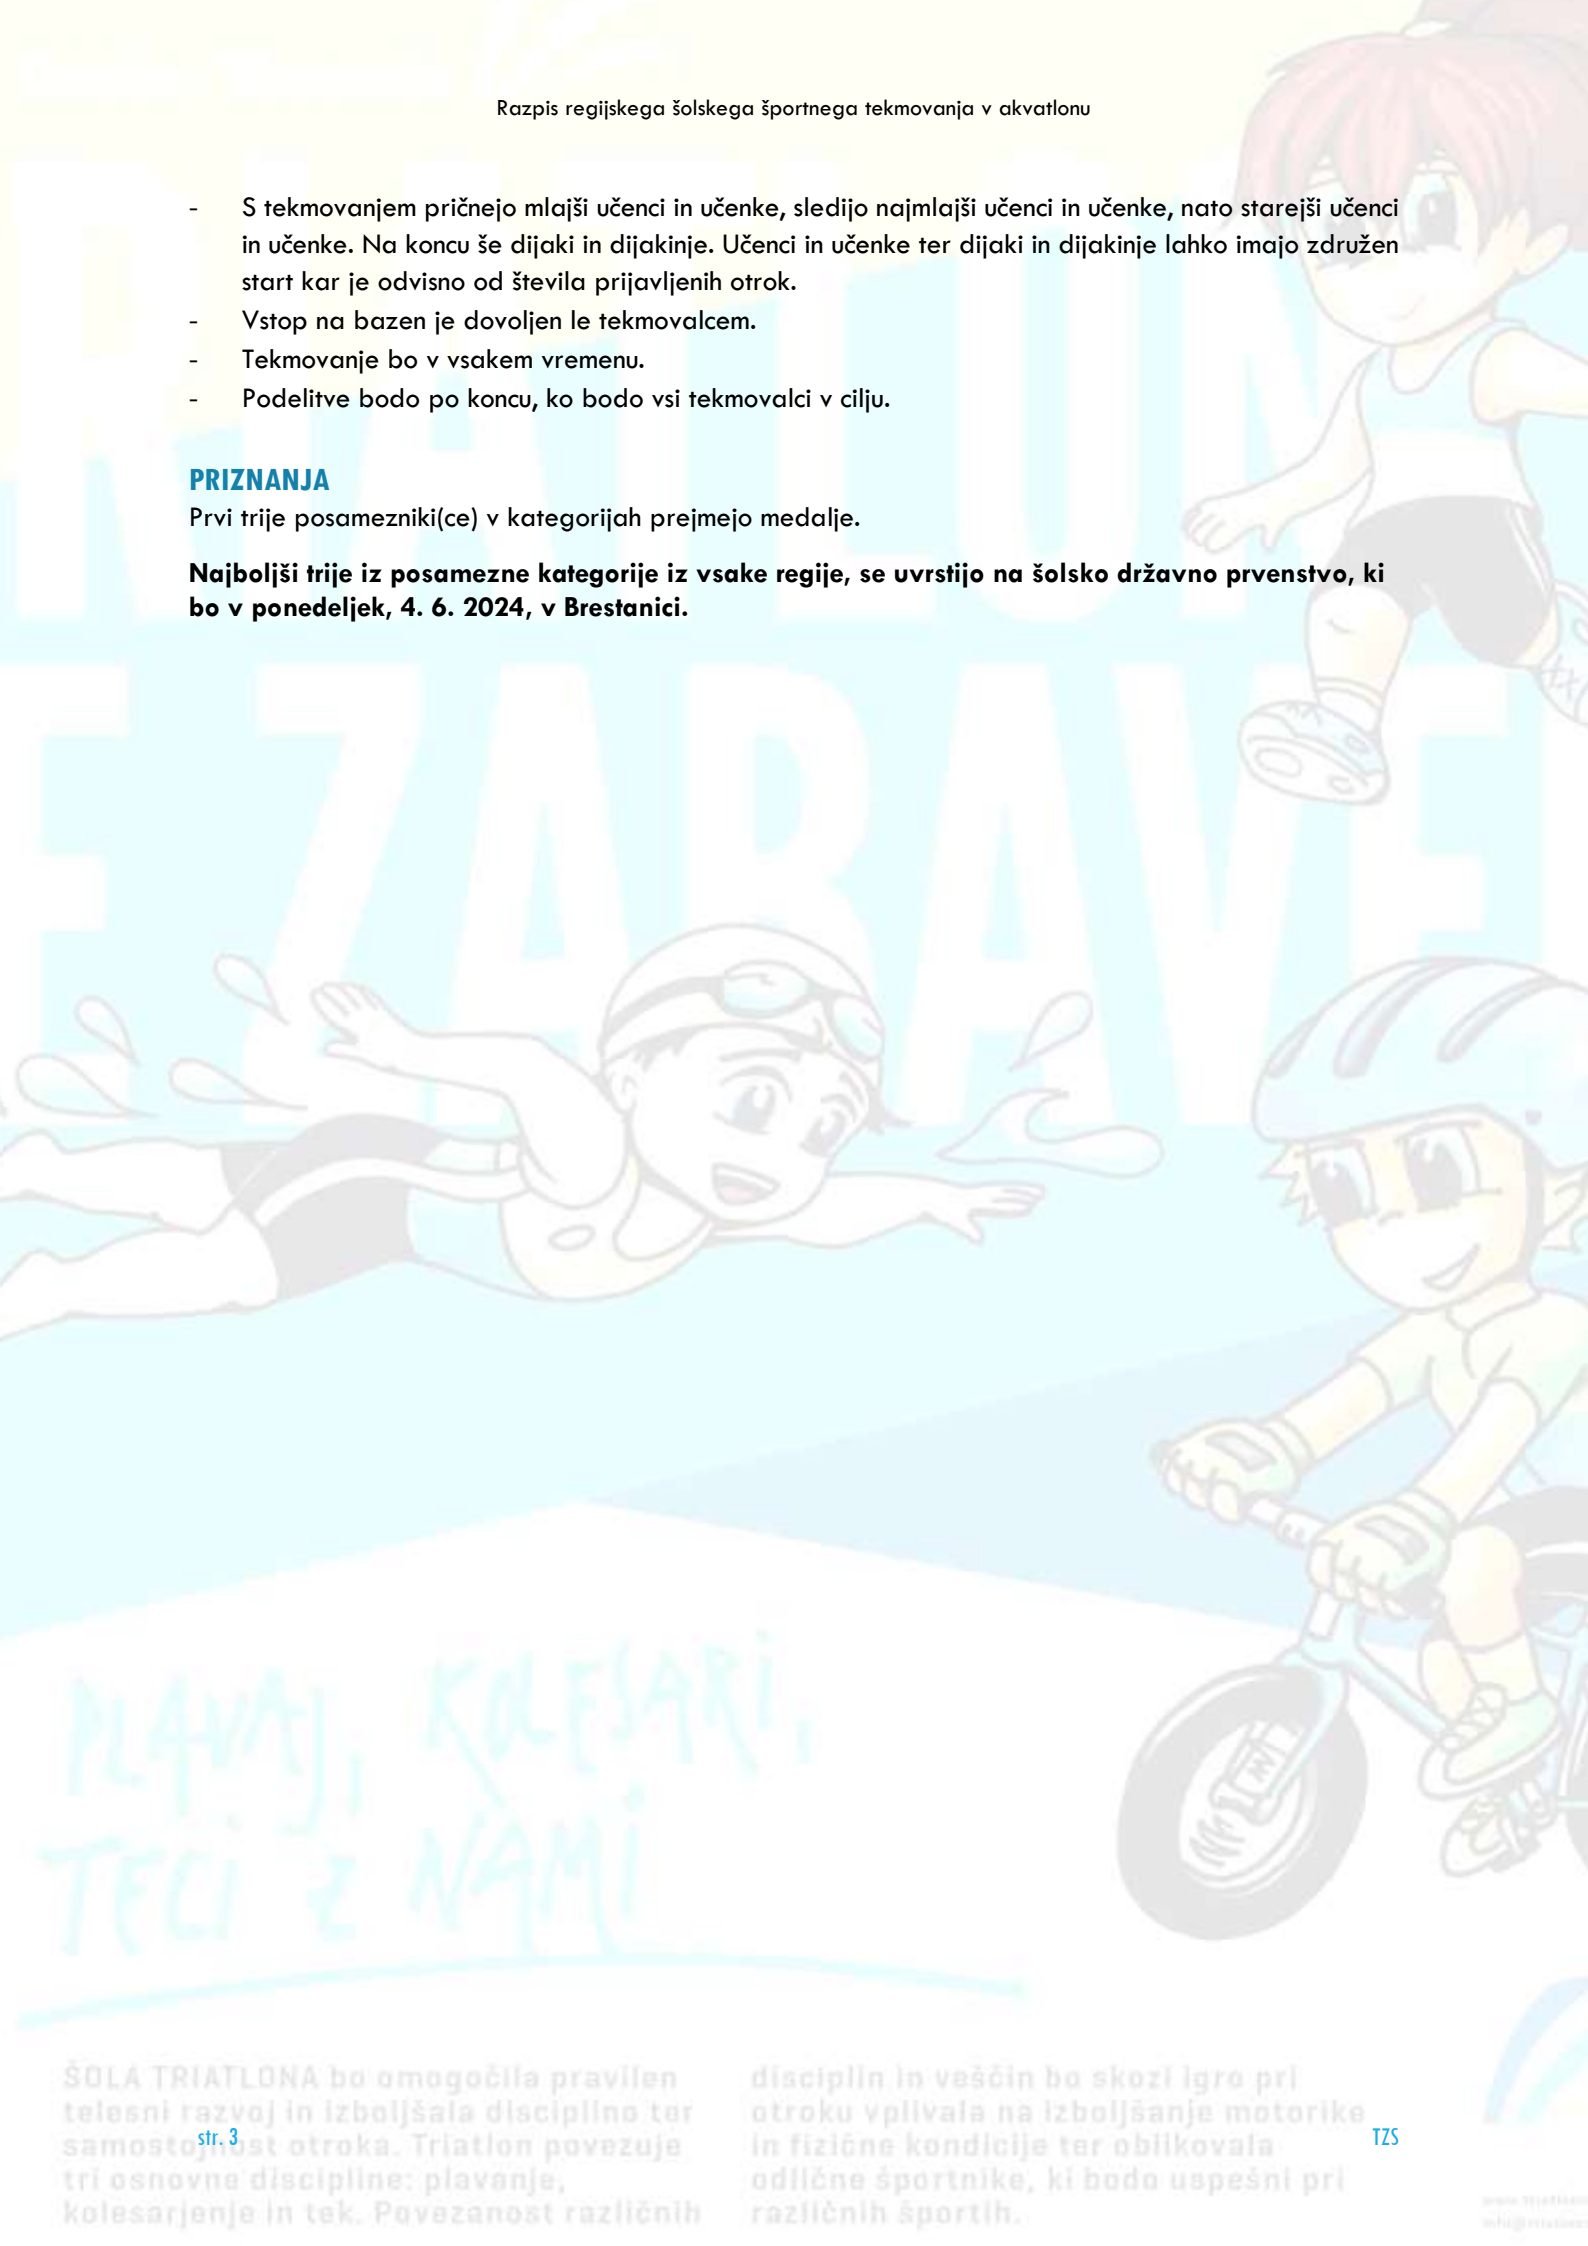 Razpis regijskega šolskega športnega tekmovanja v akvatlonu
- S tekmovanjem pričnejo mlajši učenci in učenke, sledijo najmlajši učenci in učenke, nato starejši učenci
in učenke. Na koncu še dijaki in dijakinje. Učenci in učenke ter dijaki in dijakinje lahko imajo združen
start kar je odvisno od števila prijavljenih otrok.
- Vstop na bazen je dovoljen le tekmovalcem.
- Tekmovanje bo v vsakem vremenu.
- Podelitve bodo po koncu, ko bodo vsi tekmovalci v cilju.
PRIZNANJA
Prvi trije posamezniki(ce) v kategorijah prejmejo medalje.
Najboljši trije iz posamezne kategorije iz vsake regije, se uvrstijo na šolsko državno prvenstvo, ki
bo v ponedeljek, 4. 6. 2024, v Brestanici.
PLAVAJ, KOLESARI,
TECI Z NAMI
ŠOLA TRIATLONA bo omogočila pravilen
telesni razvoj in izboljšala disciplino ter
samostojnost otroka. Triatlon povezuje
tri osnovne discipline: plavanje,
kolesarjenje in tek. Povezanost različnih
disciplin in veščin bo skozi igro pri
otroku vplivala na izboljšanje motorike
in fizične kondicije ter oblikovala
odlične športnike, ki bodo uspešni pri
različnih športih.
str. 3
TZS